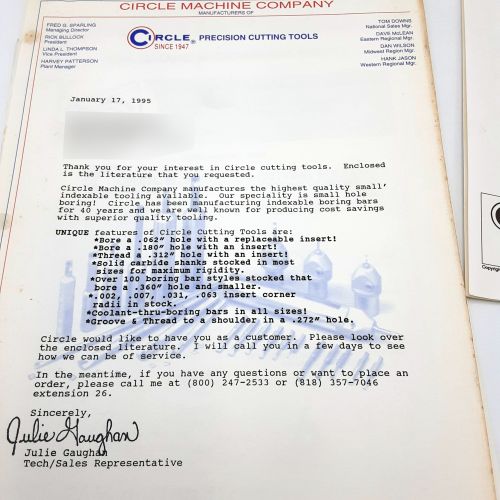 CIRCLE MACHINE COMPANY
MANUFACTURERS OF
CIRCLE® PRECISION CUTTING TOOLS
SINCE 1947
FRED G. SPARLING
Managing Director
RICK BULLOCK
President
LINDA L. THOMPSON
Vice President
HARVEY PATTERSON
Plant Manager
TOM DOWNS
National Sales Mgr.
DAVE McLEAN
Eastern Regional Mgr.
DAN WILSON
Midwest Region Mgr.
HANK JASON
Western Regional Mgr.
January 17, 1995
Thank you for your interest in Circle cutting tools. Enclosed
is the literature that you requested.
Circle Machine Company manufactures the highest quality small
indexable tooling available. Our speciality is small hole
boring! Circle has been manufacturing indexable boring bars
for 40 years and we are well known for producing cost savings
with superior quality tooling.
UNIQUE features of Circle Cutting Tools are:
*Bore a .062" hole with a replaceable insert!
*Bore a .180" hole with an insert!
*Thread a .312" hole with an insert!
*Solid carbide shanks stocked in most
sizes for maximum rigidity.
*Over 100 boring bar styles stocked that
bore a .360" hole and smaller.
*.002, .007, .031, .063 insert corner
radii in stock.
*Coolant-thru-boring bars in all sizes!
*Groove & Thread to a shoulder in a .272" hole.
Circle would like to have you as a customer. Please look over
the enclosed literature. I will call you in a few days to see
how we can be of service.
In the meantime, if you have any questions or want to place an
order, please call me at (800) 247-2533 or (818) 357-7046
extension 26.
Sincerely,
Julie Gaughan
Julie Gaughan
Tech/Sales Representative
Copyright